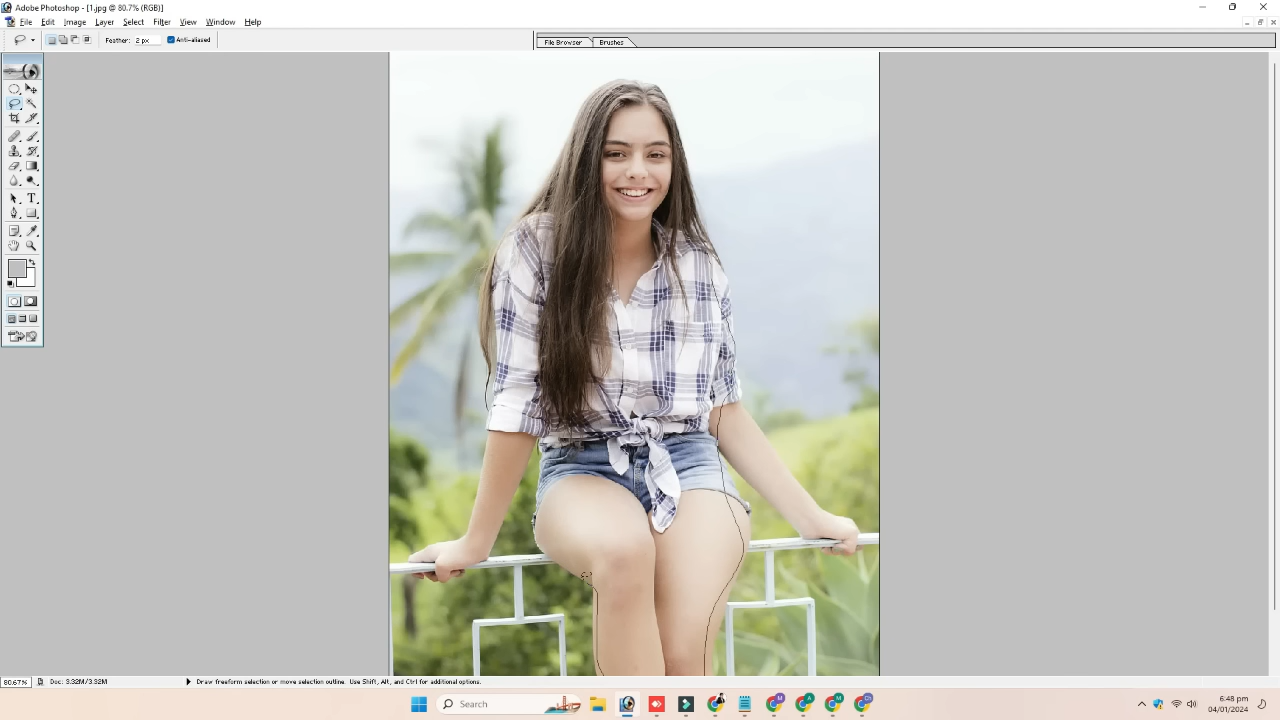 Adobe Photoshop - [1.jpg @ 80.7% (RGB)]
File Edit Image Layer Select Filter View Window Help
Feather: 2 px Anti-aliased File Browser Brushes
T
80.67% Doc: 3.32M/3.32M Draw freeform selection or move selection outline. Use Shift, Alt, and Ctrl for additional options.
Search
6:48 pm
04/01/2024